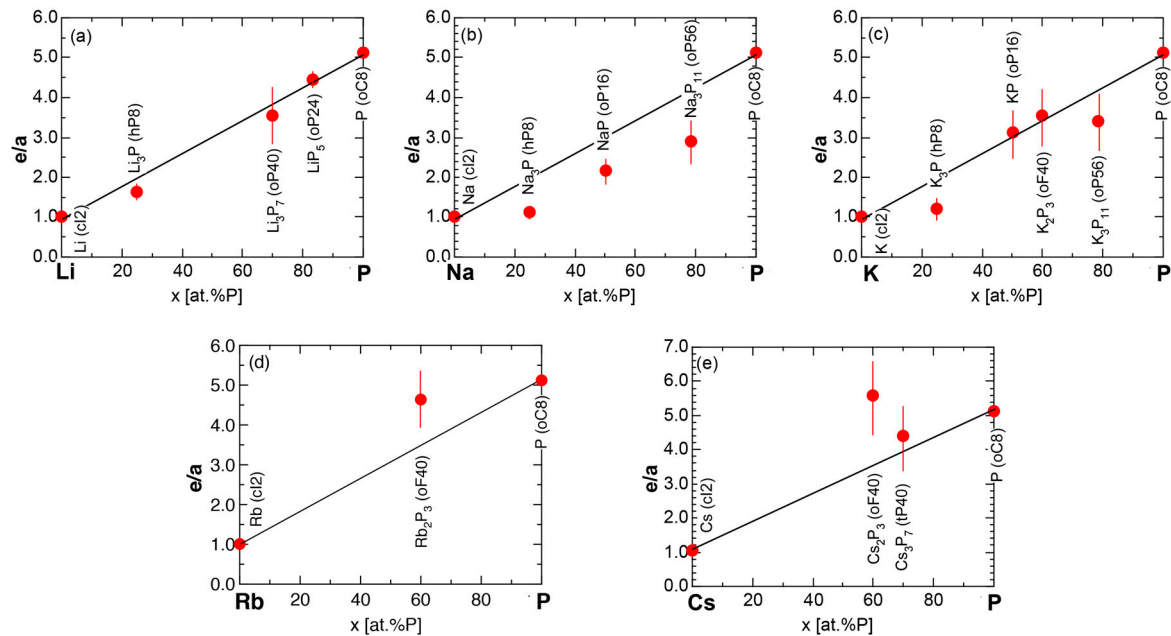 (a)
6.0
5.0
4.0
3.0
2.0
1.0
0.0
e/a
Li (cI2)
Li3P (hP8)
Li3P7 (oP40)
LiP5 (oP24)
P (oC8)
Li
20
40
60
80
P
x [at.%P]
(b)
6.0
5.0
4.0
3.0
2.0
1.0
0.0
e/a
Na (cI2)
Na3P (hP8)
NaP (oP16)
Na3P11 (oP56)
P (oC8)
Na
20
40
60
80
P
x [at.%P]
(c)
6.0
5.0
4.0
3.0
2.0
1.0
0.0
e/a
K (cI2)
K3P (hP8)
KP (oP16)
K2P3 (oF40)
K3P11 (oP56)
P (oC8)
K
20
40
60
80
P
x [at.%P]
(d)
6.0
5.0
4.0
3.0
2.0
1.0
0.0
e/a
Rb (cI2)
Rb2P3 (oF40)
P (oC8)
Rb
20
40
60
80
P
x [at.%P]
(e)
7.0
6.0
5.0
4.0
3.0
2.0
1.0
0.0
e/a
Cs (cI2)
Cs2P3 (oF40)
Cs3P7 (tP40)
P (oC8)
Cs
20
40
60
80
P
x [at.%P]